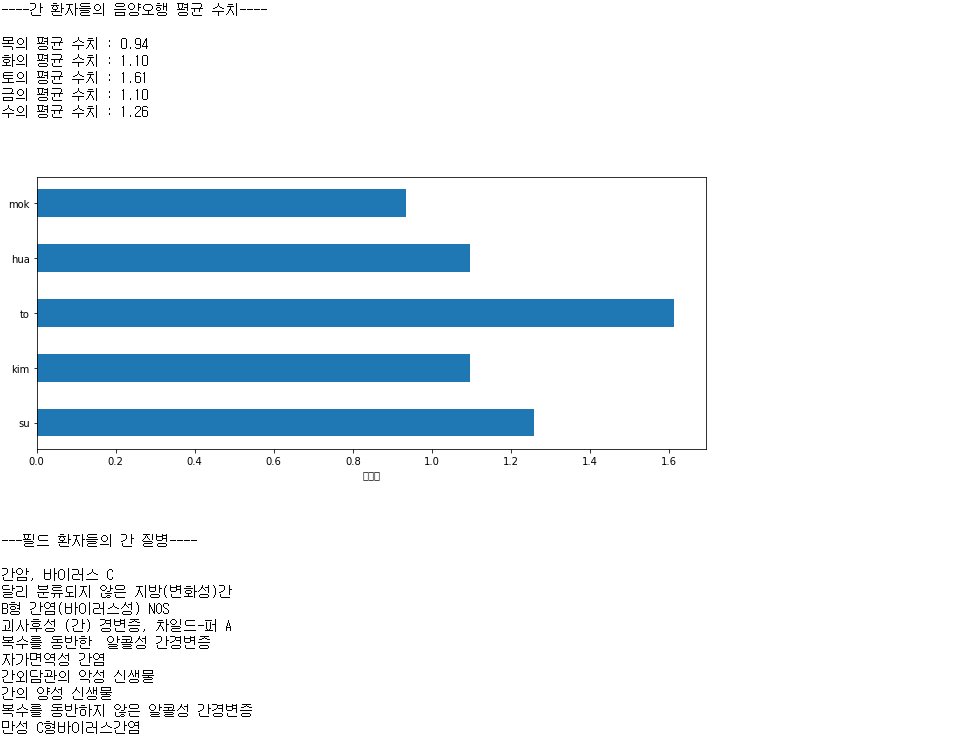 ----간 환자들의 음양오행 평균 수치----
목의 평균 수치 : 0.94
화의 평균 수치 : 1.10
토의 평균 수치 : 1.61
금의 평균 수치 : 1.10
수의 평균 수치 : 1.26
mok
hua
to
kim
su
0.0 0.2 0.4 0.6 0.8 1.0 1.2 1.4 1.6
---필드 환자들의 간 질병----
간암, 바이러스 C
달리 분류되지 않은 지방(변화성)간
B형 간염(바이러스성) NOS
괴사후성 (간) 경변증, 차일드-퍼 A
복수를 동반한  알콜성 간경변증
자가면역성 간염
간외담관의 악성 신생물
간의 양성 신생물
복수를 동반하지 않은 알콜성 간경변증
만성 C형바이러스간염